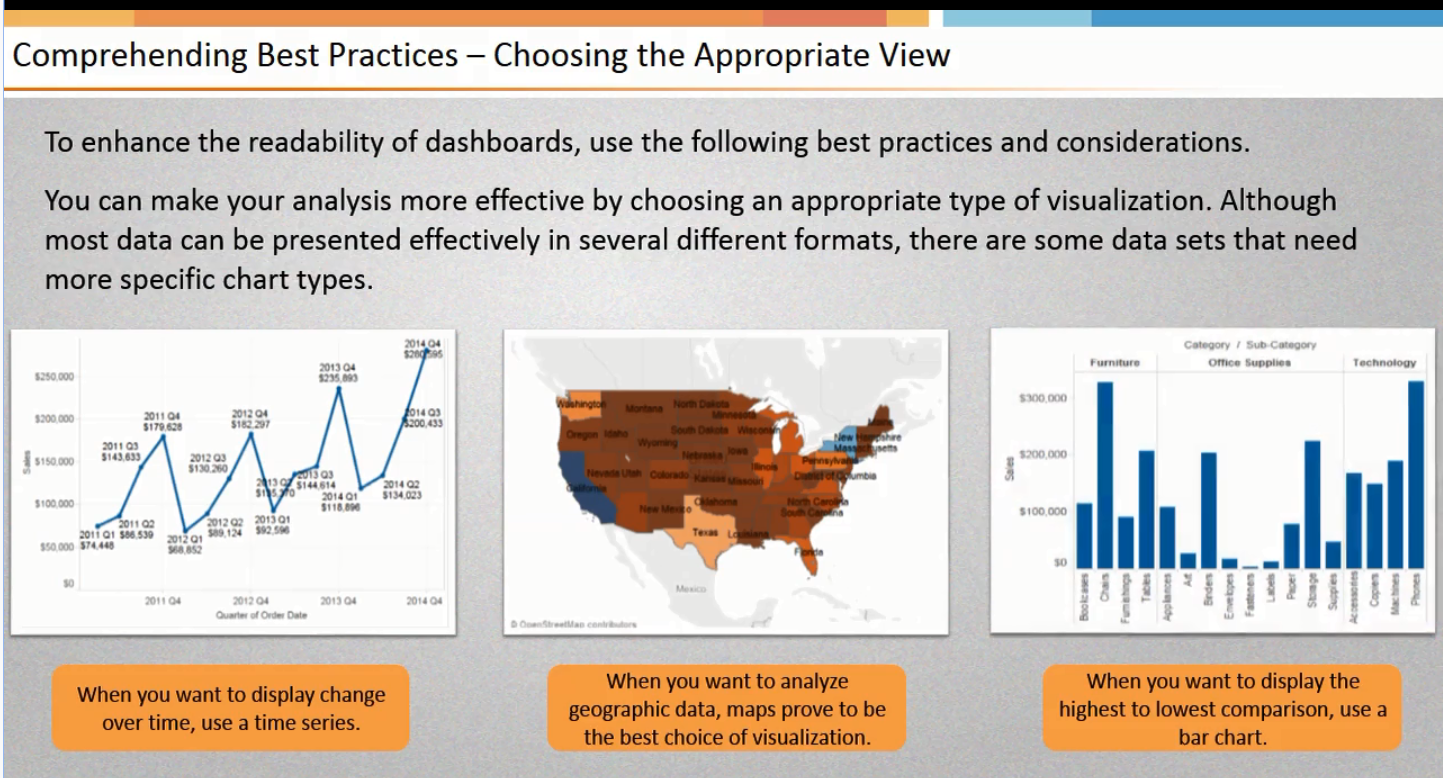 Comprehending Best Practices – Choosing the Appropriate View
To enhance the readability of dashboards, use the following best practices and considerations.
You can make your analysis more effective by choosing an appropriate type of visualization. Although
most data can be presented effectively in several different formats, there are some data sets that need
more specific chart types.
2014 Q4
2013 Q4
$235,893
$250,000
2014 Q3
$200,433
$200,000
2011 Q4
$179,628
2012 Q4
$182,297
2011 Q3
$143,633
2012 Q3
$130,260
$150,000
Sales
2013 Q3
$144,614
2014 Q2
$134,023
2014 Q1
$118,896
$100,000
2011 Q2
$86,539
2011 Q1
$74,448
2012 Q2
$89,124
2013 Q1
$92,596
2012 Q1
$68,852
$50,000
$0
2011 Q4 2012 Q4 2013 Q4 2014 Q4
Quarter of Order Date
Washington
Montana
North Dakota
Minnesota
Maine
Oregon
Idaho
South Dakota
Wisconsin
Wyoming
New Hampshire
Massachusetts
Nebraska
Iowa
Pennsylvania
Illinois
Nevada
Utah
Colorado
Kansas
Missouri
District of Columbia
California
Oklahoma
North Carolina
New Mexico
South Carolina
Texas
Louisiana
Florida
Mexico
© OpenStreetMap contributors
Category / Sub-Category
Furniture Office Supplies Technology
$300,000
$200,000
Sales
$100,000
$0
Bookcases
Chairs
Furnishings
Tables
Appliances
Art
Binders
Envelopes
Fasteners
Labels
Paper
Storage
Supplies
Accessories
Copiers
Machines
Phones
When you want to display change
over time, use a time series.
When you want to analyze
geographic data, maps prove to be
the best choice of visualization.
When you want to display the
highest to lowest comparison, use a
bar chart.